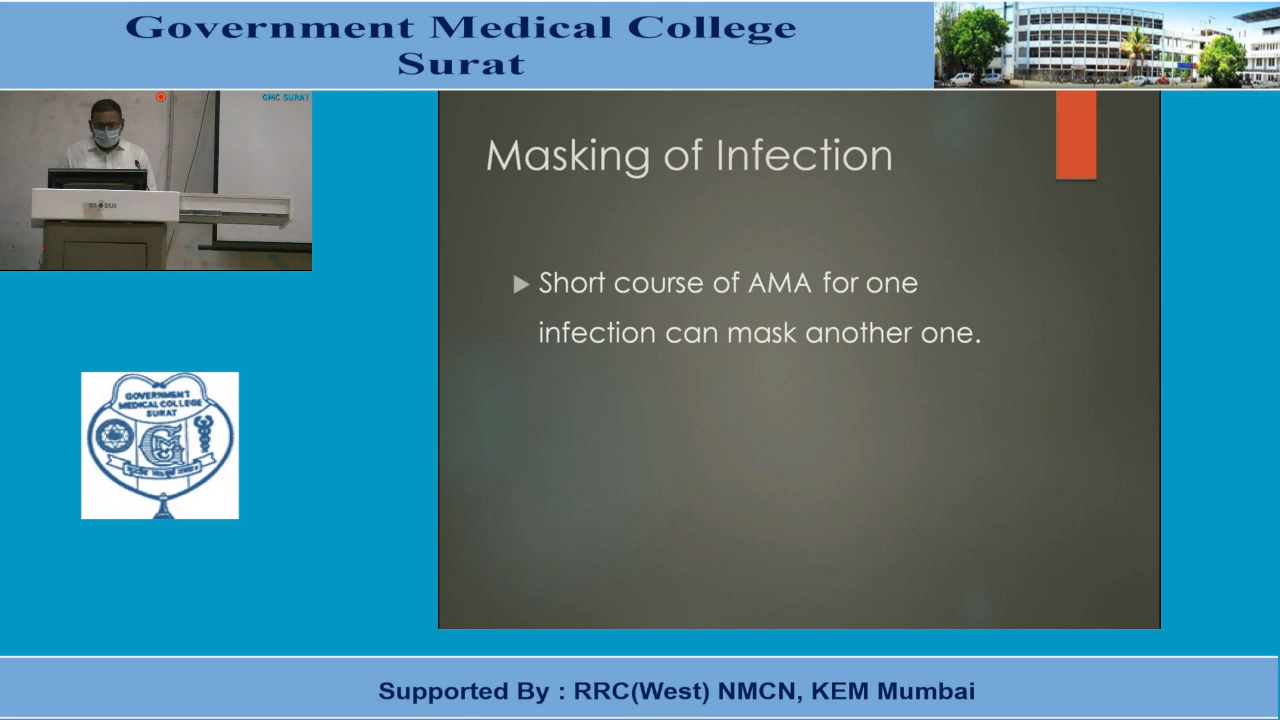 Government Medical College
Surat
GMC SURAT
GLOBUS
Masking of Infection
Short course of AMA for one
infection can mask another one.
GOVERNMENT
MEDICAL COLLEGE
SURAT
Supported By : RRC(West) NMCN, KEM Mumbai